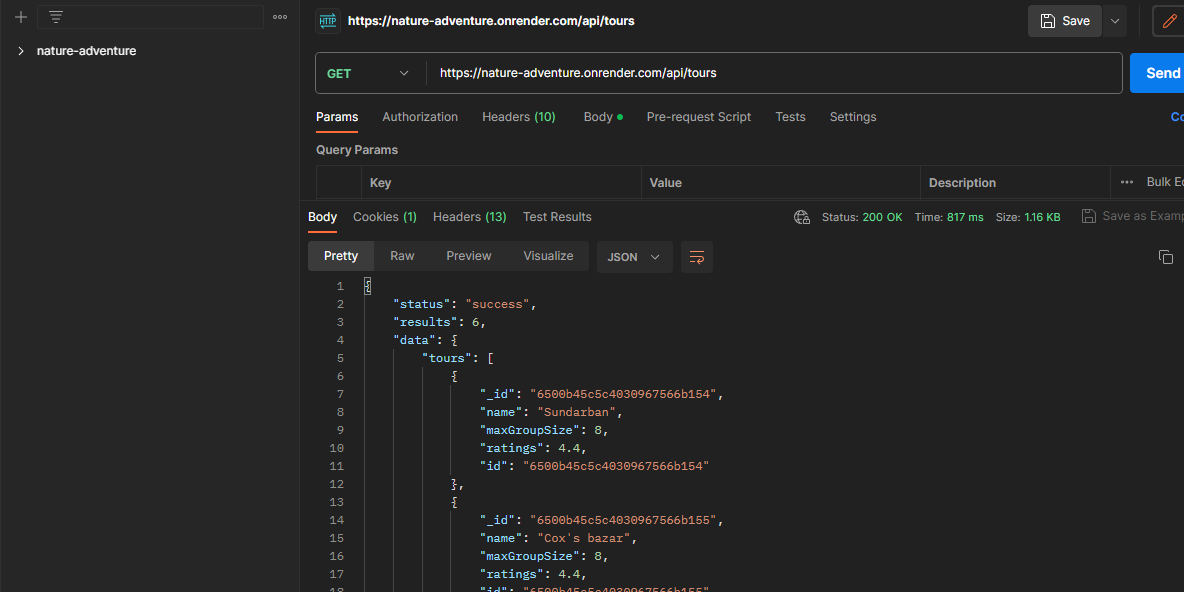 HTTP https://nature-adventure.onrender.com/api/tours Save
nature-adventure
GET https://nature-adventure.onrender.com/api/tours Send
Params Authorization Headers (10) Body Pre-request Script Tests Settings
Query Params
Key Value Description Bulk
Body Cookies (1) Headers (13) Test Results Status: 200 OK Time: 817 ms Size: 1.16 KB Save as
Pretty Raw Preview Visualize JSON
1 {
2 "status": "success",
3 "results": 6,
4 "data": {
5 "tours": [
6 {
7 "_id": "6500b45c5c4030967566b154",
8 "name": "Sundarban",
9 "maxGroupSize": 8,
10 "ratings": 4.4,
11 "id": "6500b45c5c4030967566b154"
12 },
13 {
14 "_id": "6500b45c5c4030967566b155",
15 "name": "Cox's bazar",
16 "maxGroupSize": 8,
17 "ratings": 4.4,
18 "id": "6500b45c5c4030967566b155"